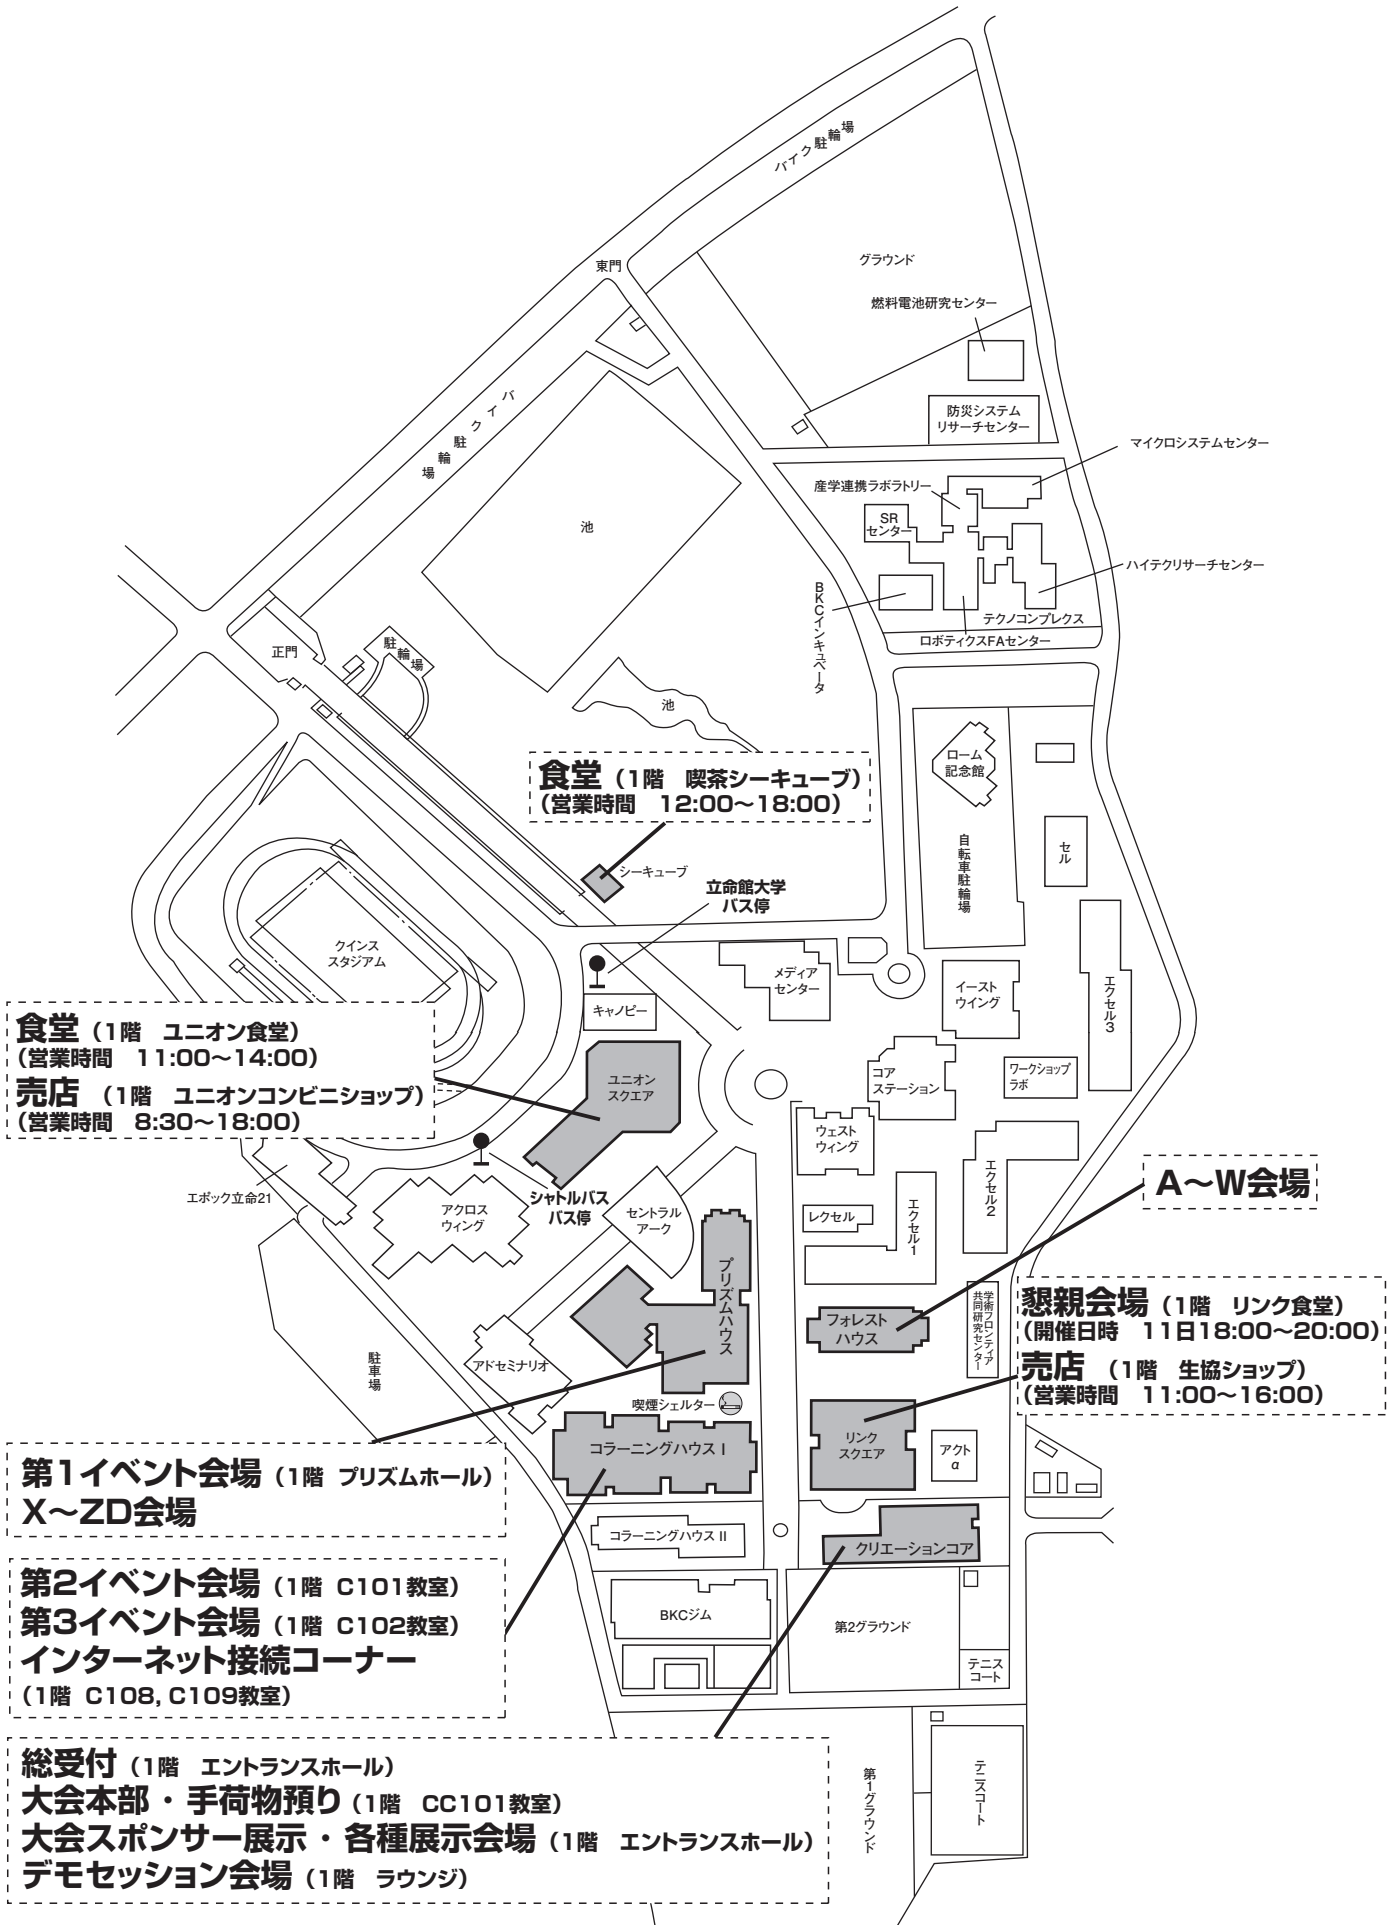 バイク駐輪場
東門
グラウンド
燃料電池研究センター
防災システム
リサーチセンター
バイク駐輪場
マイクロシステムセンター
産学連携ラボラトリー
SR
センター
池
ハイテクリサーチセンター
BKCインキュベータ
テクノコンプレクス
ロボティクスFAセンター
正門
駐輪場
池
ローム
記念館
食堂（1階　喫茶シーキューブ）
（営業時間　12:00～18:00）
自転車駐輪場
セル
シーキューブ
立命館大学
バス停
クインス
スタジアム
メディア
センター
イースト
ウイング
エクセル3
キャノピー
食堂（1階　ユニオン食堂）
（営業時間　11:00～14:00）
売店（1階　ユニオンコンビニショップ）
（営業時間　8:30～18:00）
ユニオン
スクエア
コア
ステーション
ワークショップ
ラボ
ウェスト
ウィング
エクセル2
A～W会場
エポック立命21
アクロス
ウィング
シャトルバス
バス停
セントラル
アーク
レクセル
エクセル1
プリズムハウス
フォレスト
ハウス
学術フロンティア
共同研究センター
懇親会場（1階　リンク食堂）
（開催日時　11日18:00～20:00）
売店（1階　生協ショップ）
（営業時間　11:00～16:00）
駐車場
アドセミナリオ
喫煙シェルター
コラーニングハウスⅠ
リンク
スクエア
アクト
α
第1イベント会場（1階 プリズムホール）
X～ZD会場
コラーニングハウスⅡ
クリエーションコア
第2イベント会場（1階 C101教室）
第3イベント会場（1階 C102教室）
インターネット接続コーナー
（1階 C108, C109教室）
BKCジム
第2グラウンド
テニス
コート
総受付（1階　エントランスホール）
大会本部・手荷物預り（1階　CC101教室）
大会スポンサー展示・各種展示会場（1階　エントランスホール）
デモセッション会場（1階　ラウンジ）
第1グラウンド
テニスコート